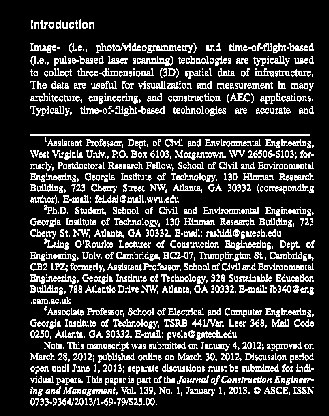 Introduction
Image- (i.e., photo/videogrammetry) and time-of-flight-based
(i.e., pulse-based laser scanning) technologies are typically used
to collect three-dimensional (3D) spatial data of infrastructure.
The data are useful for visualization and measurement in many
architecture, engineering, and construction (AEC) applications.
Typically, time-of-flight-based technologies are accurate and
1Assistant Professor, Dept. of Civil and Environmental Engineering,
West Virginia Univ., P.O. Box 6103, Morgantown, WV 26506-6103; for-
merly, Postdoctoral Research Fellow, School of Civil and Environmental
Engineering, Georgia Institute of Technology, 130 Hinman Research
Building, 723 Cherry Street NW, Atlanta, GA 30332 (corresponding
author). E-mail: fei.dai@mail.wvu.edu
2Ph.D. Student, School of Civil and Environmental Engineering,
Georgia Institute of Technology, 130 Hinman Research Building, 723
Cherry St. NW, Atlanta, GA 30332. E-mail: rashidi@gatech.edu
3Laing O'Rourke Lecturer of Construction Engineering, Dept. of
Engineering, Univ. of Cambridge, BC2-07, Trumpington St., Cambridge,
CB2 1PZ; formerly, Assistant Professor, School of Civil and Environmental
Engineering, Georgia Institute of Technology, 328 Sustainable Education
Building, 788 Atlantic Drive NW, Atlanta, GA 30332. E-mail: ib340@eng
.cam.ac.uk
4Associate Professor, School of Electrical and Computer Engineering,
Georgia Institute of Technology, TSRB 441/Van Leer 368, Mail Code
0250, Atlanta, GA 30332. E-mail: pvela@gatech.edu
Note. This manuscript was submitted on January 4, 2012; approved on
March 28, 2012; published online on March 30, 2012. Discussion period
open until June 1, 2013; separate discussions must be submitted for indi-
vidual papers. This paper is part of the Journal of Construction Engineer-
ing and Management, Vol. 139, No. 1, January 1, 2013. © ASCE, ISSN
0733-9364/2013/1-69-79/$25.00.